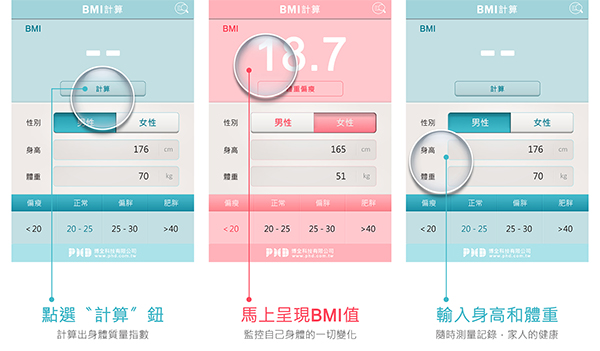 BMI計算
BMI
--
計算
性別 男性 女性
身高 176 cm
體重 70 kg
偏瘦 正常 偏胖 肥胖
<20 20 - 25 25 - 30 >40
PHD 博全科技有限公司
www.phd.com.tw
點選〝計算〞鈕
計算出身體質量指數
BMI計算
BMI
18.7
體重偏瘦
性別 男性 女性
身高 165 cm
體重 51 kg
偏瘦 正常 偏胖 肥胖
<20 20 - 25 25 - 30 >40
PHD 博全科技有限公司
www.phd.com.tw
馬上呈現BMI值
監控自己身體的一切變化
BMI計算
BMI
--
計算
性別 男性 女性
身高 176 cm
體重 70 kg
偏瘦 正常 偏胖 肥胖
<20 20 - 25 25 - 30 >40
PHD 博全科技有限公司
www.phd.com.tw
輸入身高和體重
隨時測量記錄，家人的健康